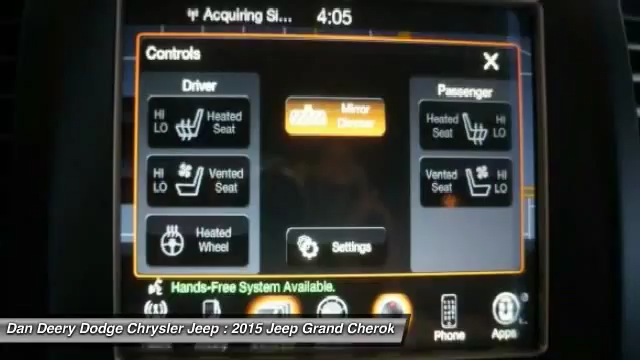 Acquiring Si... 4:05
Controls X
Driver
Passenger
HI LO Heated Seat
Mirror Dimmer
Heated Seat HI LO
HI LO Vented Seat
Vented Seat HI LO
Heated Wheel
Settings
Hands-Free System Available.
Phone
Apps
Dan Deery Dodge Chrysler Jeep : 2015 Jeep Grand Cherok